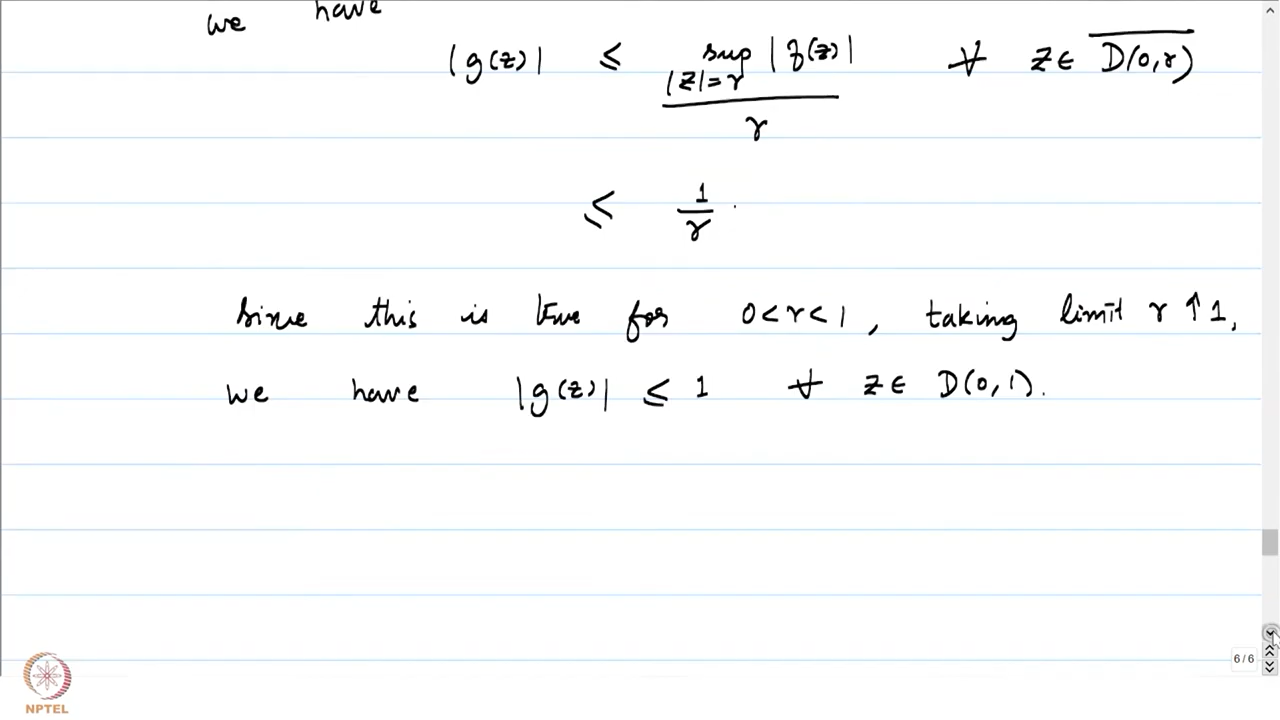 we have
|g(z)| ≤ sup |f(z)| ∀ z∈ D(0,r)
|z|=r
r
≤ 1
r
Since this is true for 0<r<1, taking limit r↑1,
we have |g(z)| ≤ 1 ∀ z∈ D(0,1).
6/6
NPTEL